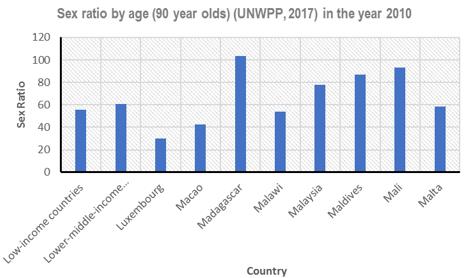 Sex ratio by age (90 year olds) (UNWPP, 2017) in the year 2010
120
100
80
60
40
20
0
Sex Ratio
Low-income countries
Lower-middle-income...
Luxembourg
Macao
Madagascar
Malawi
Malaysia
Maldives
Mali
Malta
Country